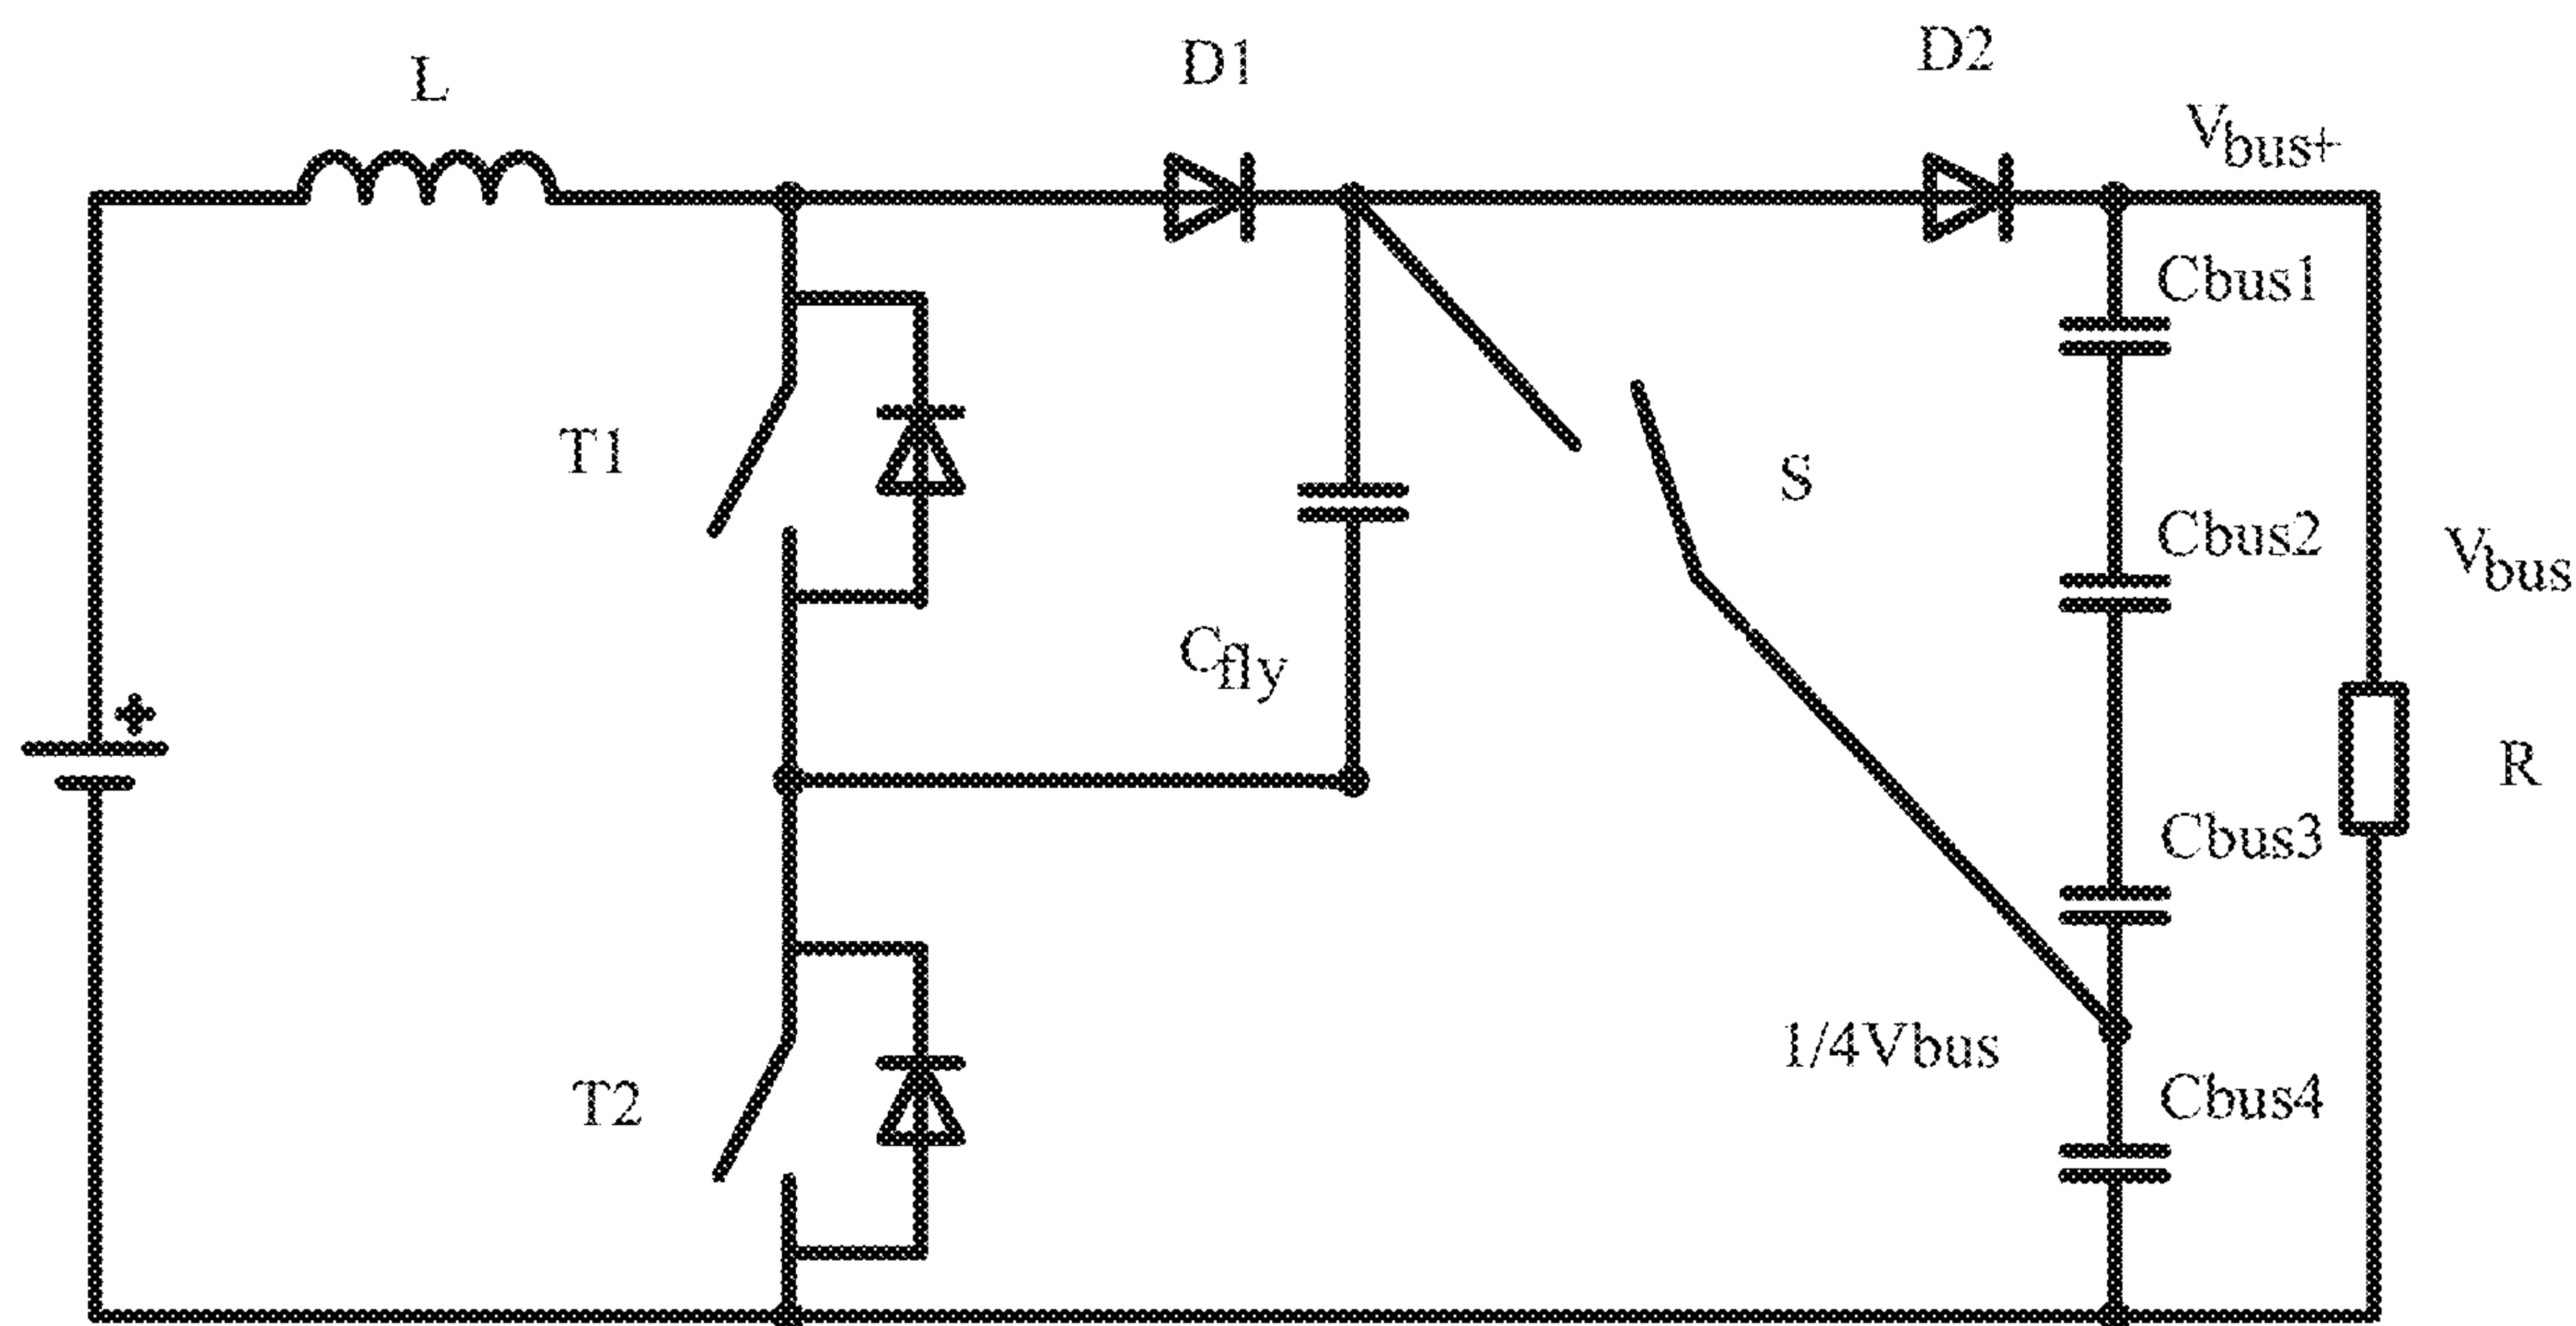 L
D1
D2
Vbus+
Cbus1
T1
S
Cbus2
Vbus
Cfly
R
Cbus3
1/4Vbus
T2
Cbus4